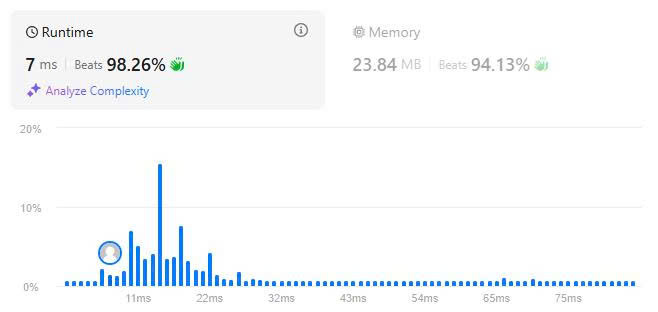 Runtime
7 ms | Beats 98.26%
Analyze Complexity
Memory
23.84 MB | Beats 94.13%
20%
10%
0%
11ms 22ms 32ms 43ms 54ms 65ms 75ms